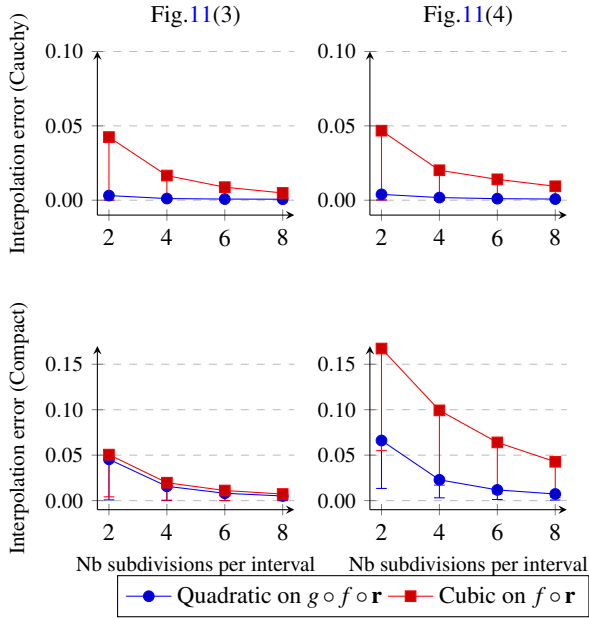 Fig.11(3) Fig.11(4)
Interpolation error (Cauchy)
0.10 0.10
0.05 0.05
0.00 0.00
2 4 6 8 2 4 6 8
Interpolation error (Compact)
0.15 0.15
0.10 0.10
0.05 0.05
0.00 0.00
2 4 6 8 2 4 6 8
Nb subdivisions per interval Nb subdivisions per interval
Quadratic on g ∘ f ∘ r Cubic on f ∘ r